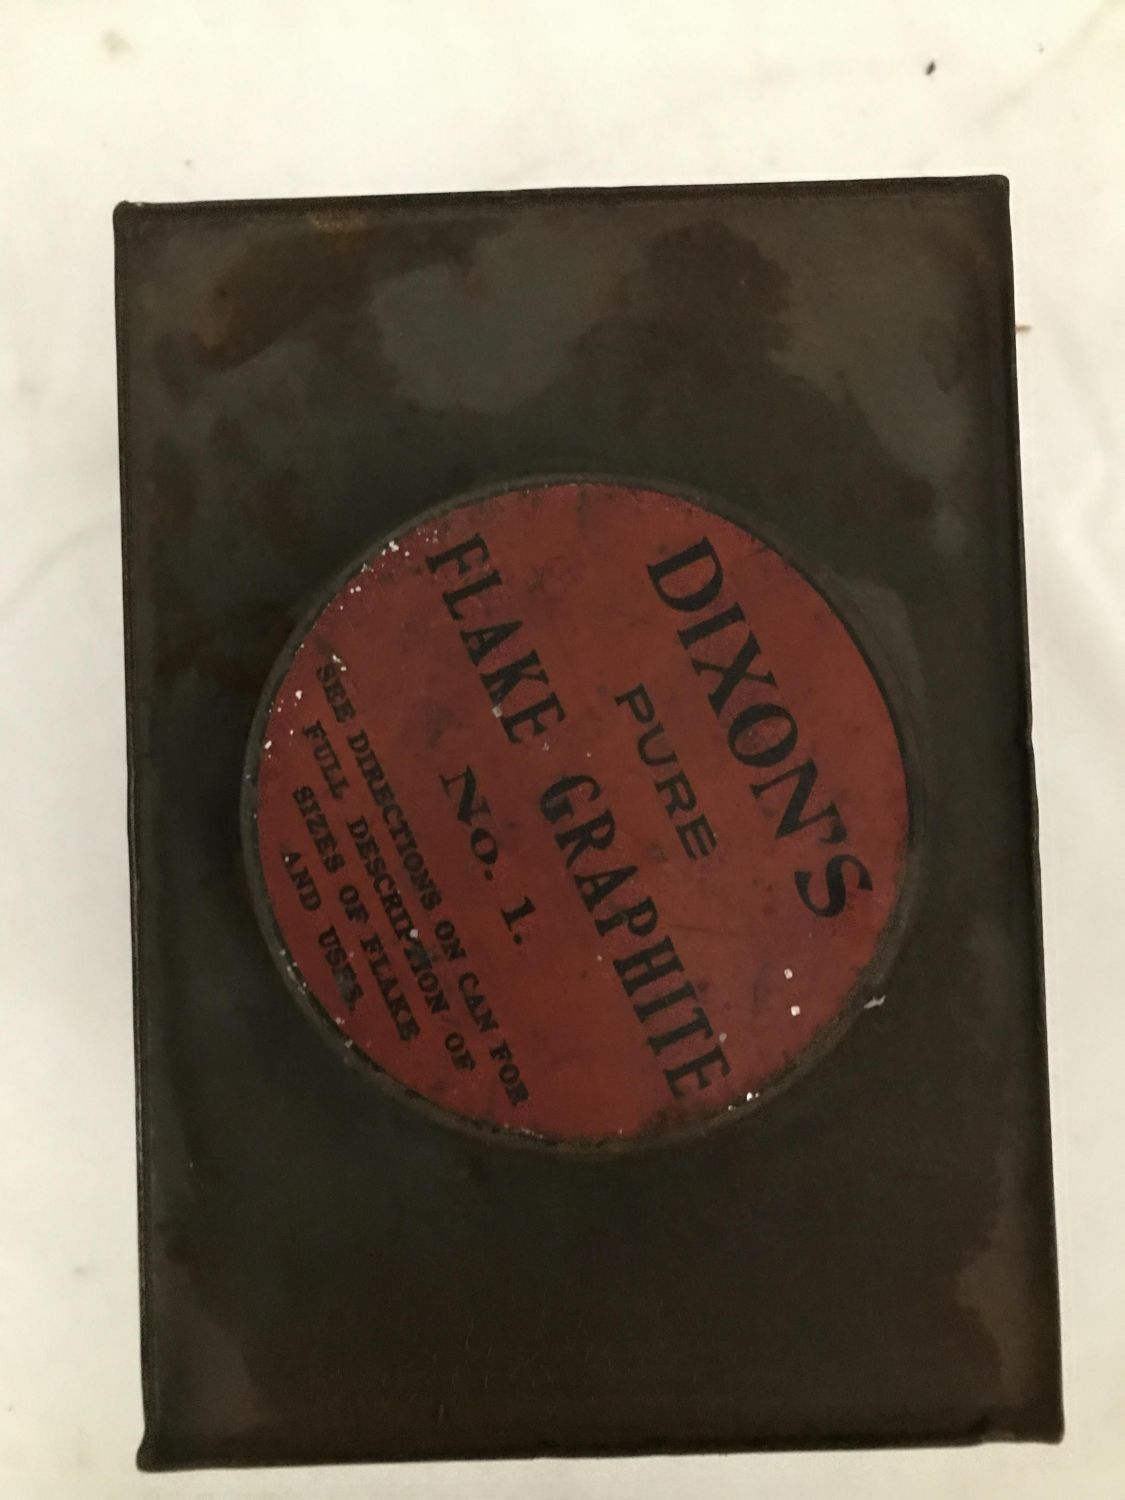 DIXON'S
PURE
FLAKE GRAPHITE
NO. 1.
SEE DIRECTIONS ON CAN FOR
FULL DESCRIPTION OF
SIZES OF FLAKE
AND USES.